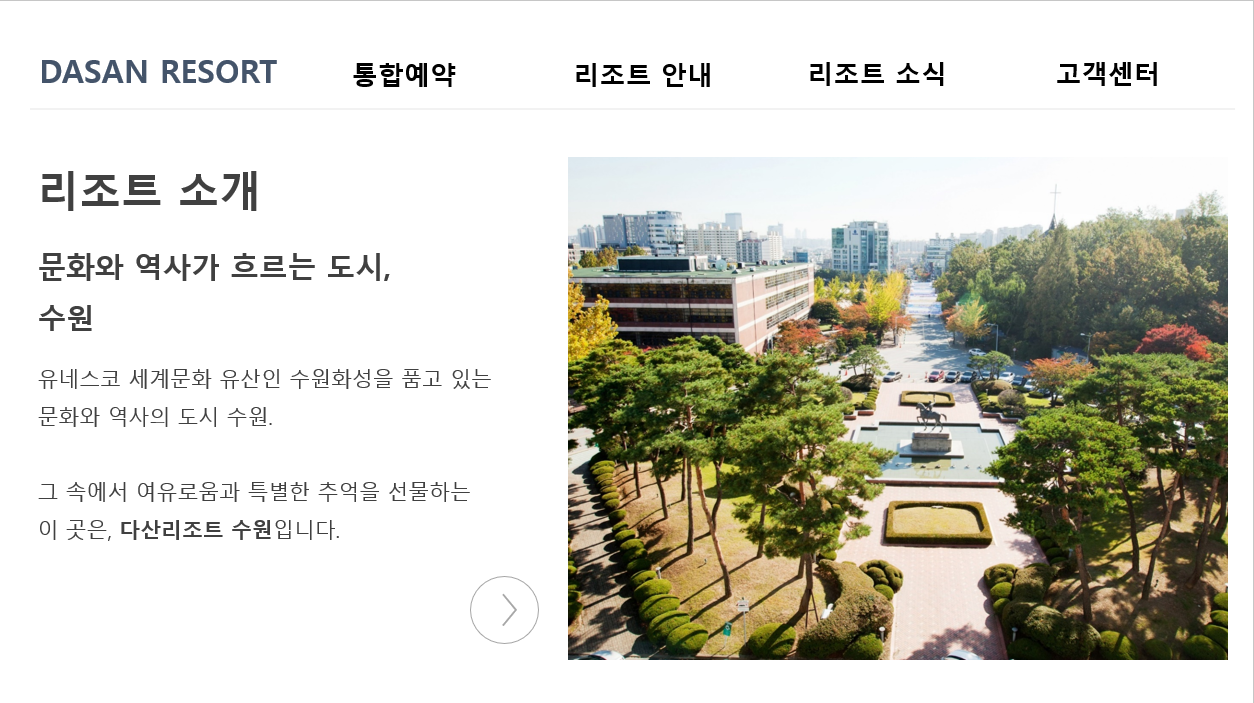 DASAN RESORT
통합예약
리조트 안내
리조트 소식
고객센터
리조트 소개
문화와 역사가 흐르는 도시,
수원
유네스코 세계문화 유산인 수원화성을 품고 있는
문화와 역사의 도시 수원.
그 속에서 여유로움과 특별한 추억을 선물하는
이 곳은, 다산리조트 수원입니다.